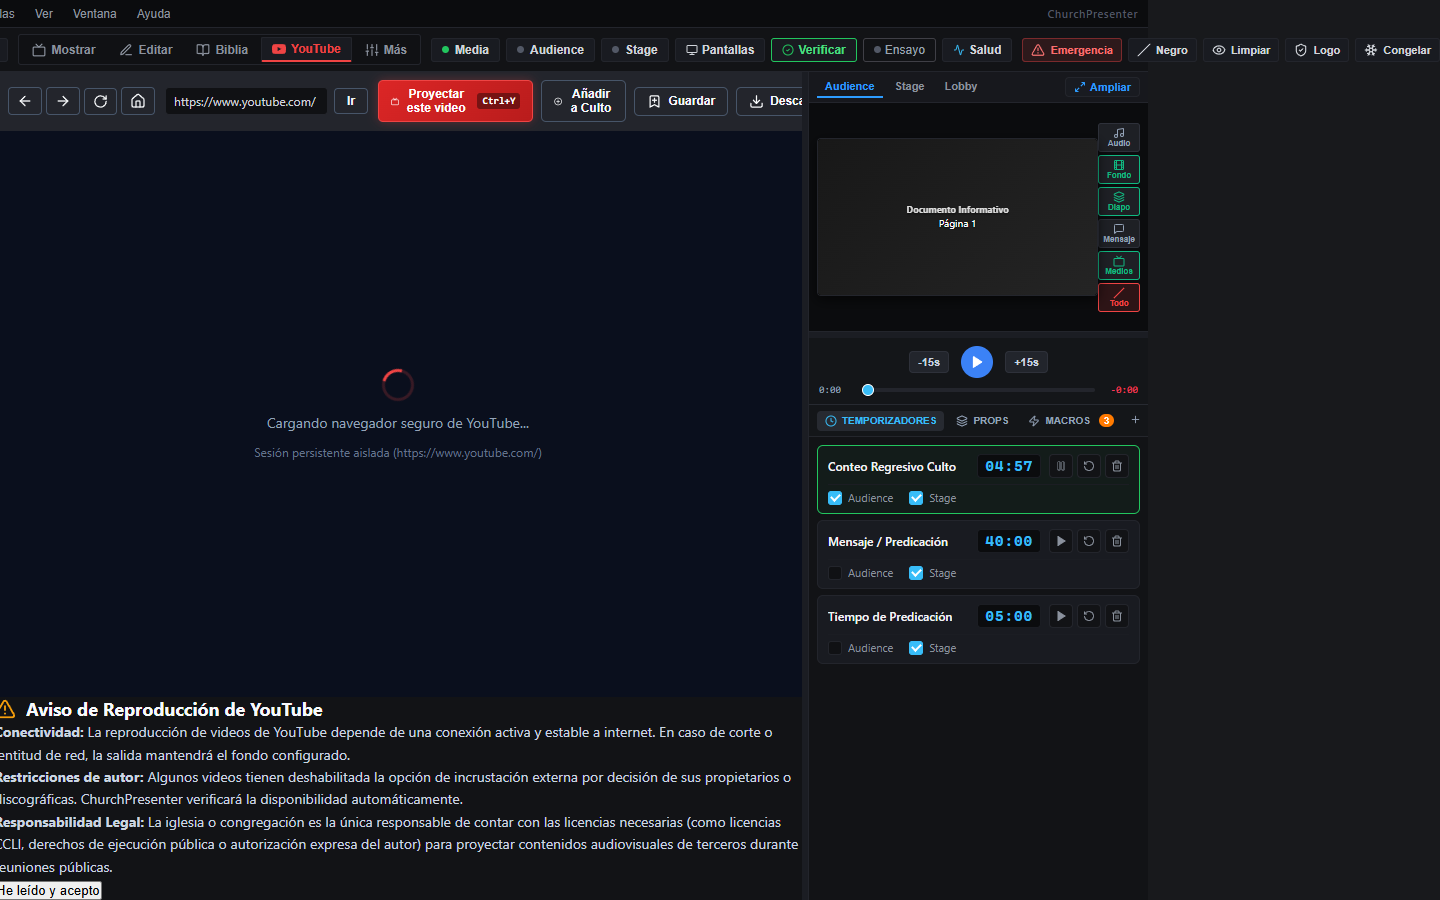 las Ver Ventana Ayuda ChurchPresenter
Mostrar Editar Biblia YouTube Más Media Audience Stage Pantallas Verificar Ensayo Salud Emergencia Negro Limpiar Logo Congelar
https://www.youtube.com/ Ir Proyectar este video Ctrl+Y Añadir a Culto Guardar Desca
Audience Stage Lobby Ampliar
Audio
Fondo
Documento Informativo
Página 1
Diapo
Mensaje
Medios
Todo
-15s +15s
0:00 -0:00
Cargando navegador seguro de YouTube...
Sesión persistente aislada (https://www.youtube.com/)
TEMPORIZADORES PROPS MACROS 3 +
Conteo Regresivo Culto 04:57
Audience Stage
Mensaje / Predicación 40:00
Audience Stage
Tiempo de Predicación 05:00
Audience Stage
Aviso de Reproducción de YouTube
Conectividad: La reproducción de videos de YouTube depende de una conexión activa y estable a internet. En caso de corte o
lentitud de red, la salida mantendrá el fondo configurado.
Restricciones de autor: Algunos videos tienen deshabilitada la opción de incrustación externa por decisión de sus propietarios o
discográficas. ChurchPresenter verificará la disponibilidad automáticamente.
Responsabilidad Legal: La iglesia o congregación es la única responsable de contar con las licencias necesarias (como licencias
CCLI, derechos de ejecución pública o autorización expresa del autor) para proyectar contenidos audiovisuales de terceros durante
reuniones públicas.
He leído y acepto